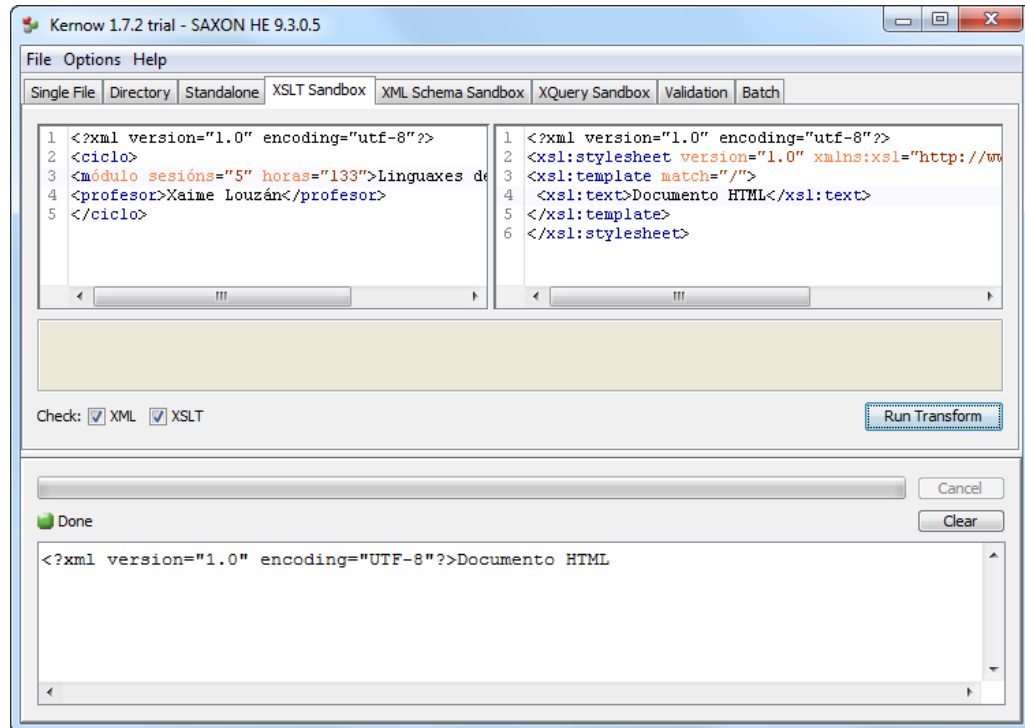 Kernow 1.7.2 trial - SAXON HE 9.3.0.5
File Options Help
Single File Directory Standalone XSLT Sandbox XML Schema Sandbox XQuery Sandbox Validation Batch
1 <?xml version="1.0" encoding="utf-8"?>
2 <ciclo>
3 <módulo sesións="5" horas="133">Linguaxes de
4 <profesor>Xaime Louzán</profesor>
5 </ciclo>
1 <?xml version="1.0" encoding="utf-8"?>
2 <xsl:stylesheet version="1.0" xmlns:xsl="http://ww
3 <xsl:template match="/">
4 <xsl:text>Documento HTML</xsl:text>
5 </xsl:template>
6 </xsl:stylesheet>
Check: XML XSLT
Run Transform
Cancel
Done
Clear
<?xml version="1.0" encoding="UTF-8"?>Documento HTML